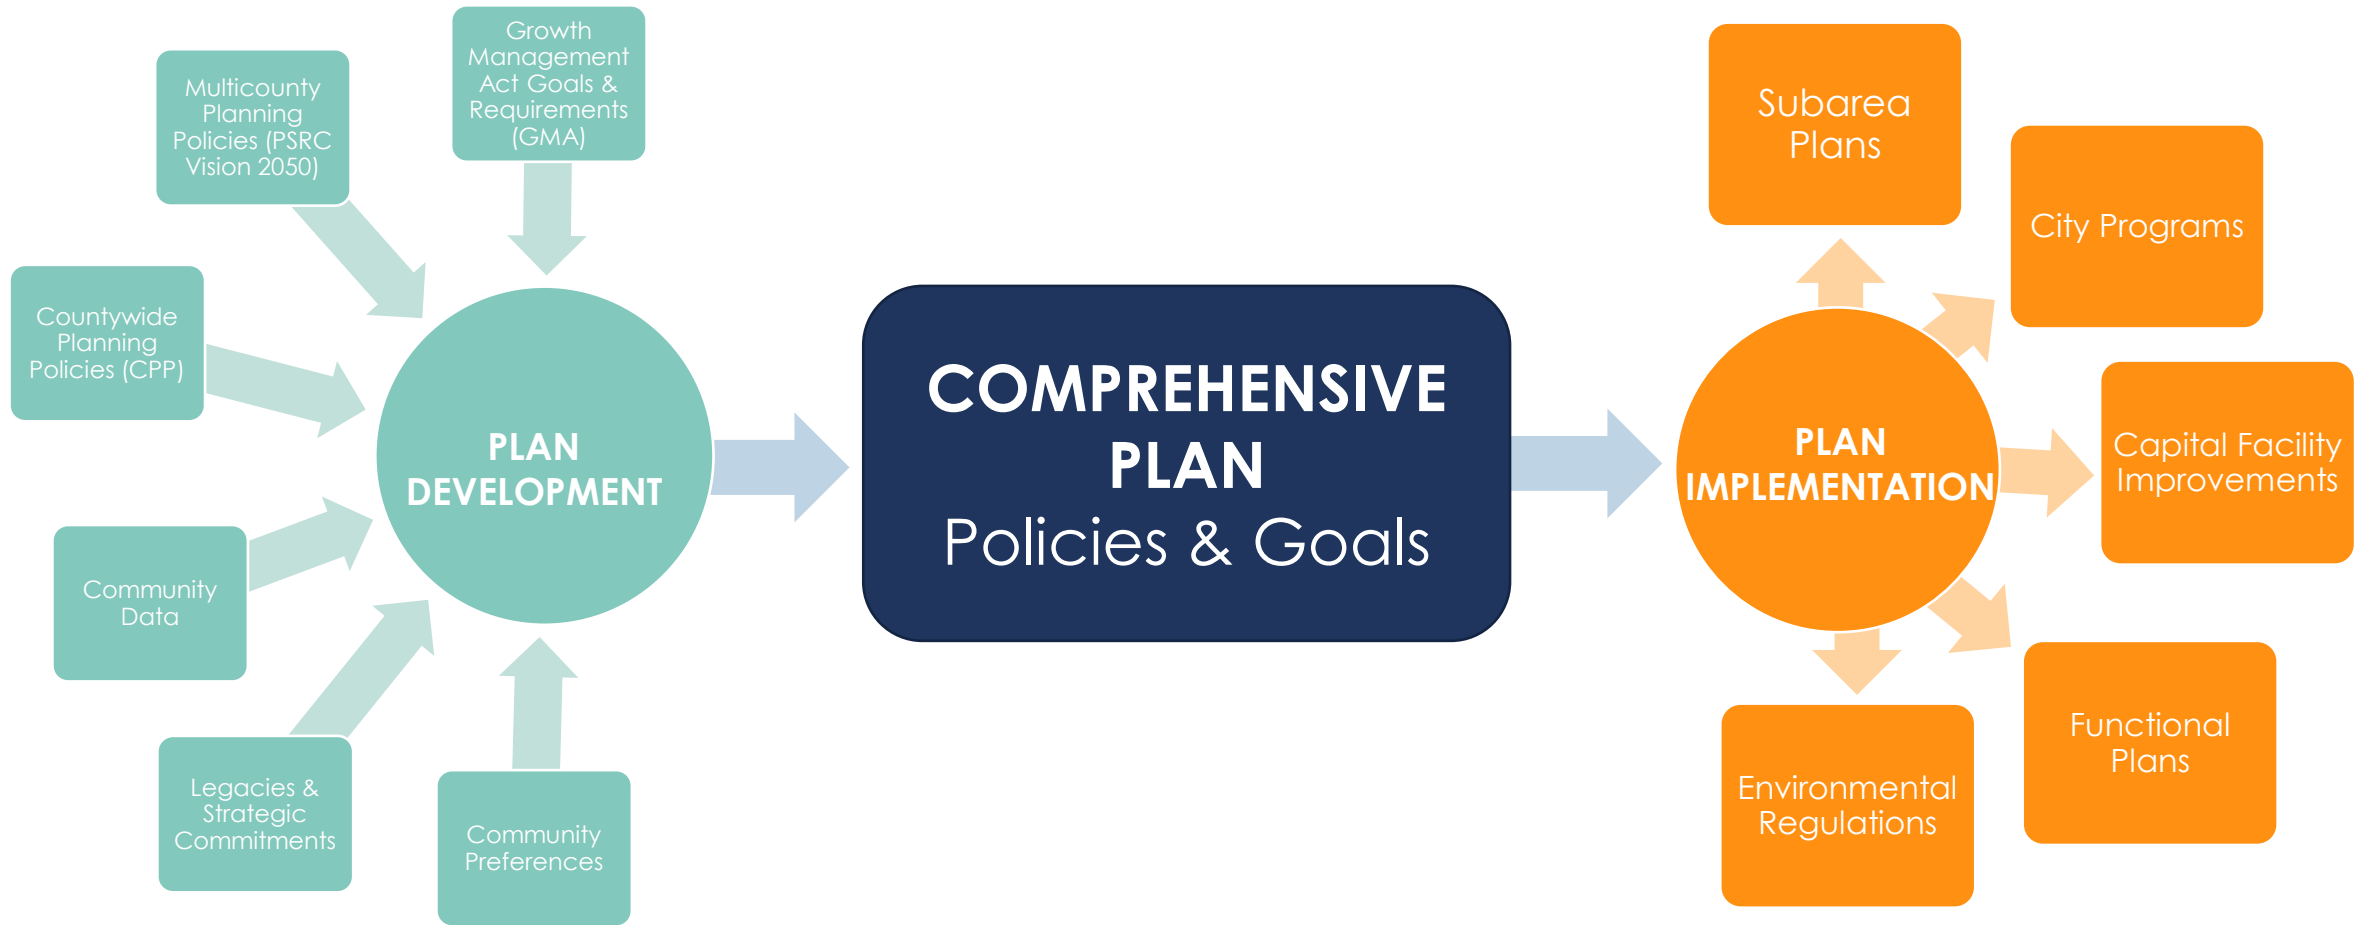 Growth
Management
Act Goals &
Requirements
(GMA)
Multicounty
Planning
Policies (PSRC
Vision 2050)
Countywide
Planning
Policies (CPP)
Community
Data
Legacies &
Strategic
Commitments
Community
Preferences
PLAN
DEVELOPMENT
COMPREHENSIVE
PLAN
Policies & Goals
PLAN
IMPLEMENTATION
Subarea
Plans
City Programs
Capital Facility
Improvements
Functional
Plans
Environmental
Regulations